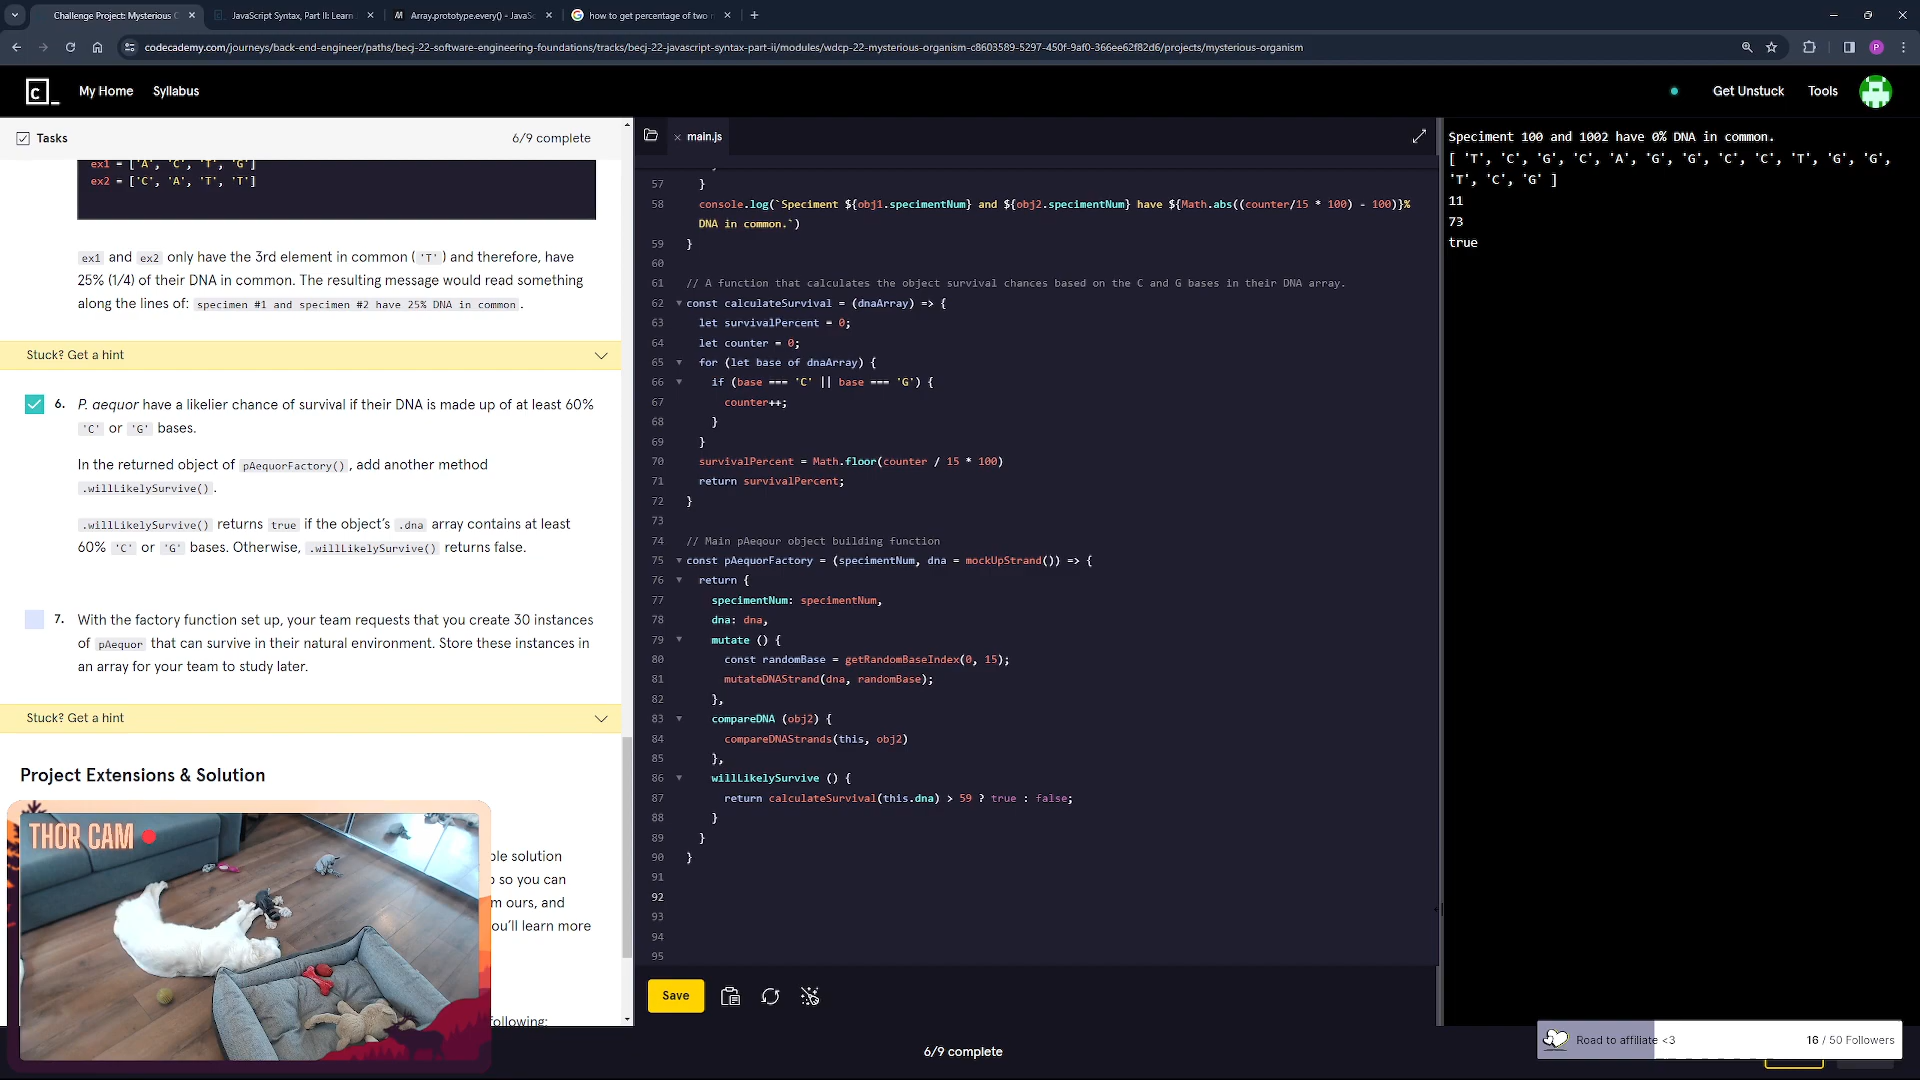 Challenge Project: Mysterious
JavaScript Syntax, Part II: Learn
Array.prototype.every() - JavaSc
how to get percentage of two n
codecademy.com/journeys/back-end-engineer/paths/becj-22-software-engineering-foundations/tracks/becj-22-javascript-syntax-part-ii/modules/wdcp-22-mysterious-organism-c8603589-5297-450f-9af0-366ee62f82d6/projects/mysterious-organism
My Home
Syllabus
Get Unstuck
Tools
Tasks
6/9 complete
ex1 = ['A', 'C', 'T', 'G']
ex2 = ['C', 'A', 'T', 'T']
ex1 and ex2 only have the 3rd element in common ( 'T' ) and therefore, have
25% (1/4) of their DNA in common. The resulting message would read something
along the lines of: specimen #1 and specimen #2 have 25% DNA in common .
Stuck? Get a hint
6. P. aequor have a likelier chance of survival if their DNA is made up of at least 60%
'C' or 'G' bases.
In the returned object of pAequorFactory() , add another method
.willLikelySurvive() .
.willLikelySurvive() returns true if the object's .dna array contains at least
60% 'C' or 'G' bases. Otherwise, .willLikelySurvive() returns false.
7. With the factory function set up, your team requests that you create 30 instances
of pAequor that can survive in their natural environment. Store these instances in
an array for your team to study later.
Stuck? Get a hint
Project Extensions & Solution
THOR CAM
ple solution
so you can
m ours, and
ou'll learn more
following:
main.js
57 }
58 console.log(`Speciment ${obj1.specimentNum} and ${obj2.specimentNum} have ${Math.abs((counter/15 * 100) - 100)}%
DNA in common.`)
59 }
60
61 // A function that calculates the object survival chances based on the C and G bases in their DNA array.
62 const calculateSurvival = (dnaArray) => {
63 let survivalPercent = 0;
64 let counter = 0;
65 for (let base of dnaArray) {
66 if (base === 'C' || base === 'G') {
67 counter++;
68 }
69 }
70 survivalPercent = Math.floor(counter / 15 * 100)
71 return survivalPercent;
72 }
73
74 // Main pAeqour object building function
75 const pAequorFactory = (specimentNum, dna = mockUpStrand()) => {
76 return {
77 specimentNum: specimentNum,
78 dna: dna,
79 mutate () {
80 const randomBase = getRandomBaseIndex(0, 15);
81 mutateDNAStrand(dna, randomBase);
82 },
83 compareDNA (obj2) {
84 compareDNAStrands(this, obj2)
85 },
86 willLikelySurvive () {
87 return calculateSurvival(this.dna) > 59 ? true : false;
88 }
89 }
90 }
91
92
93
94
95
Save
Speciment 100 and 1002 have 0% DNA in common.
[ 'T', 'C', 'G', 'C', 'A', 'G', 'G', 'C', 'C', 'T', 'G', 'G',
'T', 'C', 'G' ]
11
73
true
6/9 complete
Road to affiliate <3
16 / 50 Followers